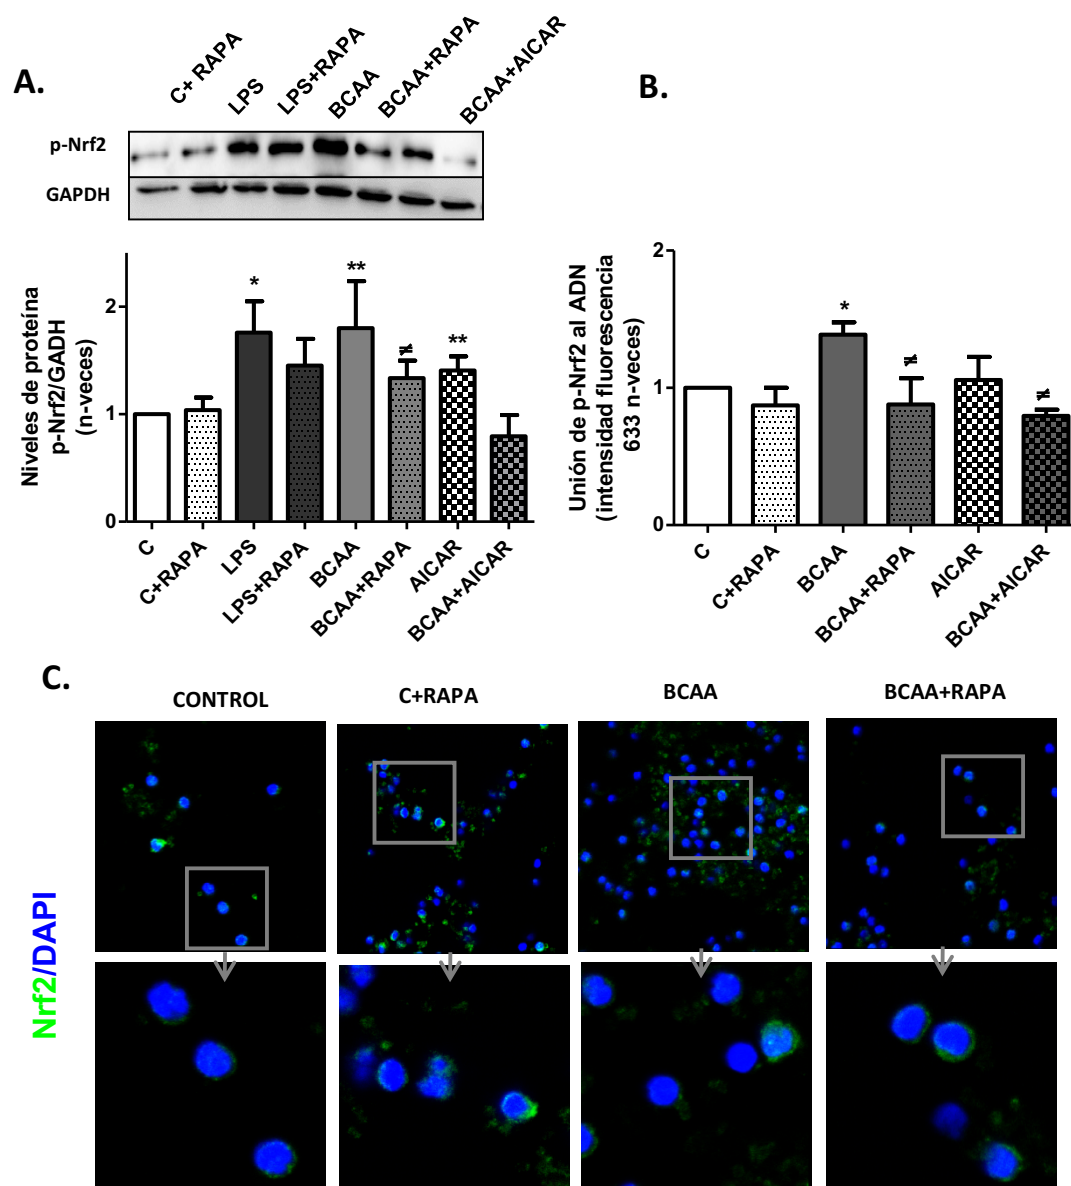 A.
C+ RAPA
LPS
LPS+RAPA
BCAA
BCAA+RAPA
BCAA+AICAR
p-Nrf2
GAPDH
Niveles de proteína
p-Nrf2/GADH
(n-veces)
2
1
0
*
**
≠
**
C
C+RAPA
LPS
LPS+RAPA
BCAA
BCAA+RAPA
AICAR
BCAA+AICAR
B.
Unión de p-Nrf2 al ADN
(intensidad fluorescencia
633 n-veces)
2
1
0
*
≠
≠
C
C+RAPA
BCAA
BCAA+RAPA
AICAR
BCAA+AICAR
C.
CONTROL
C+RAPA
BCAA
BCAA+RAPA
Nrf2/DAPI